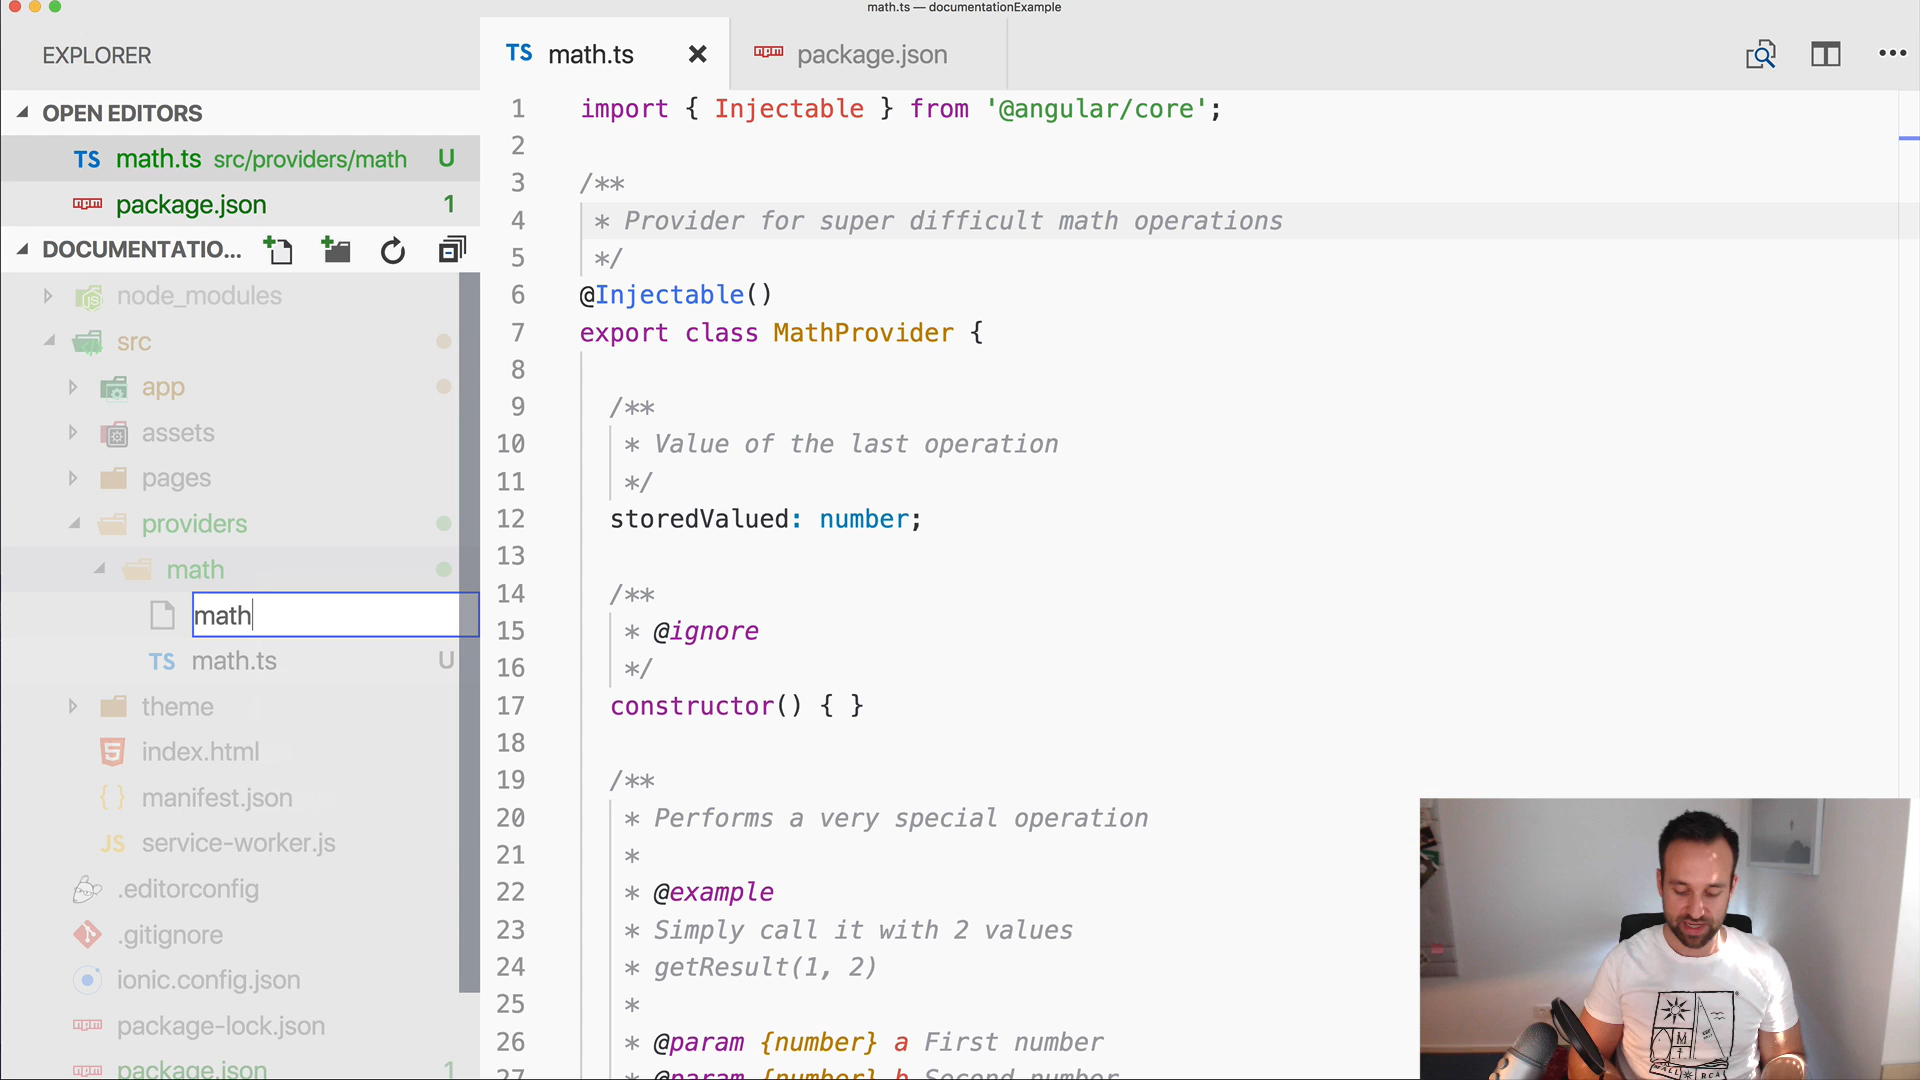 math.ts — documentationExample
EXPLORER
OPEN EDITORS
TS math.ts src/providers/math U
package.json 1
DOCUMENTATIO...
node_modules
src
app
assets
pages
providers
math
math
TS math.ts U
theme
index.html
manifest.json
JS service-worker.js
.editorconfig
.gitignore
ionic.config.json
package-lock.json
package.json 1
TS math.ts
package.json
1 import { Injectable } from '@angular/core';
2
3 /**
4 * Provider for super difficult math operations
5 */
6 @Injectable()
7 export class MathProvider {
8
9 /**
10 * Value of the last operation
11 */
12 storedValued: number;
13
14 /**
15 * @ignore
16 */
17 constructor() { }
18
19 /**
20 * Performs a very special operation
21 *
22 * @example
23 * Simply call it with 2 values
24 * getResult(1, 2)
25 *
26 * @param {number} a First number
27 * @param {number} b Second number